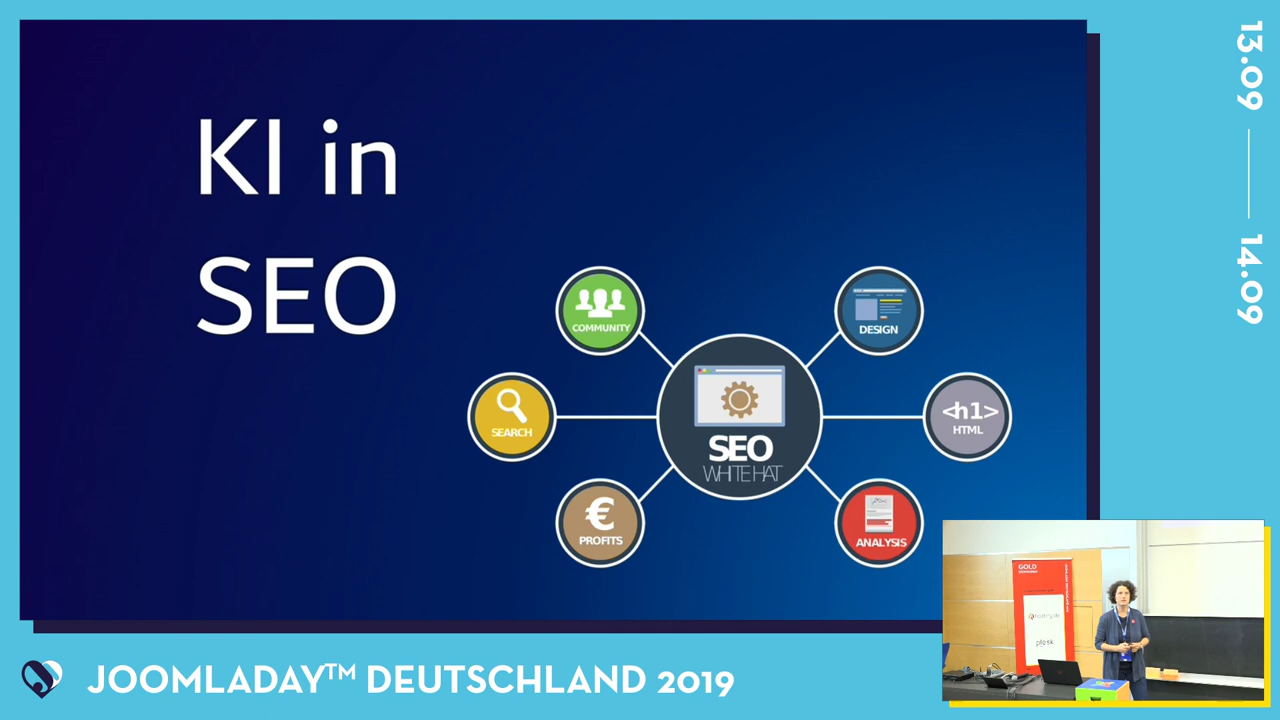 KI in
SEO
COMMUNITY
DESIGN
SEARCH
SEO
WHITE HAT
<h1>
HTML
€
PROFITS
ANALYSIS
13.09
14.09
GOLD
plesk
JOOMLADAY™ DEUTSCHLAND 2019